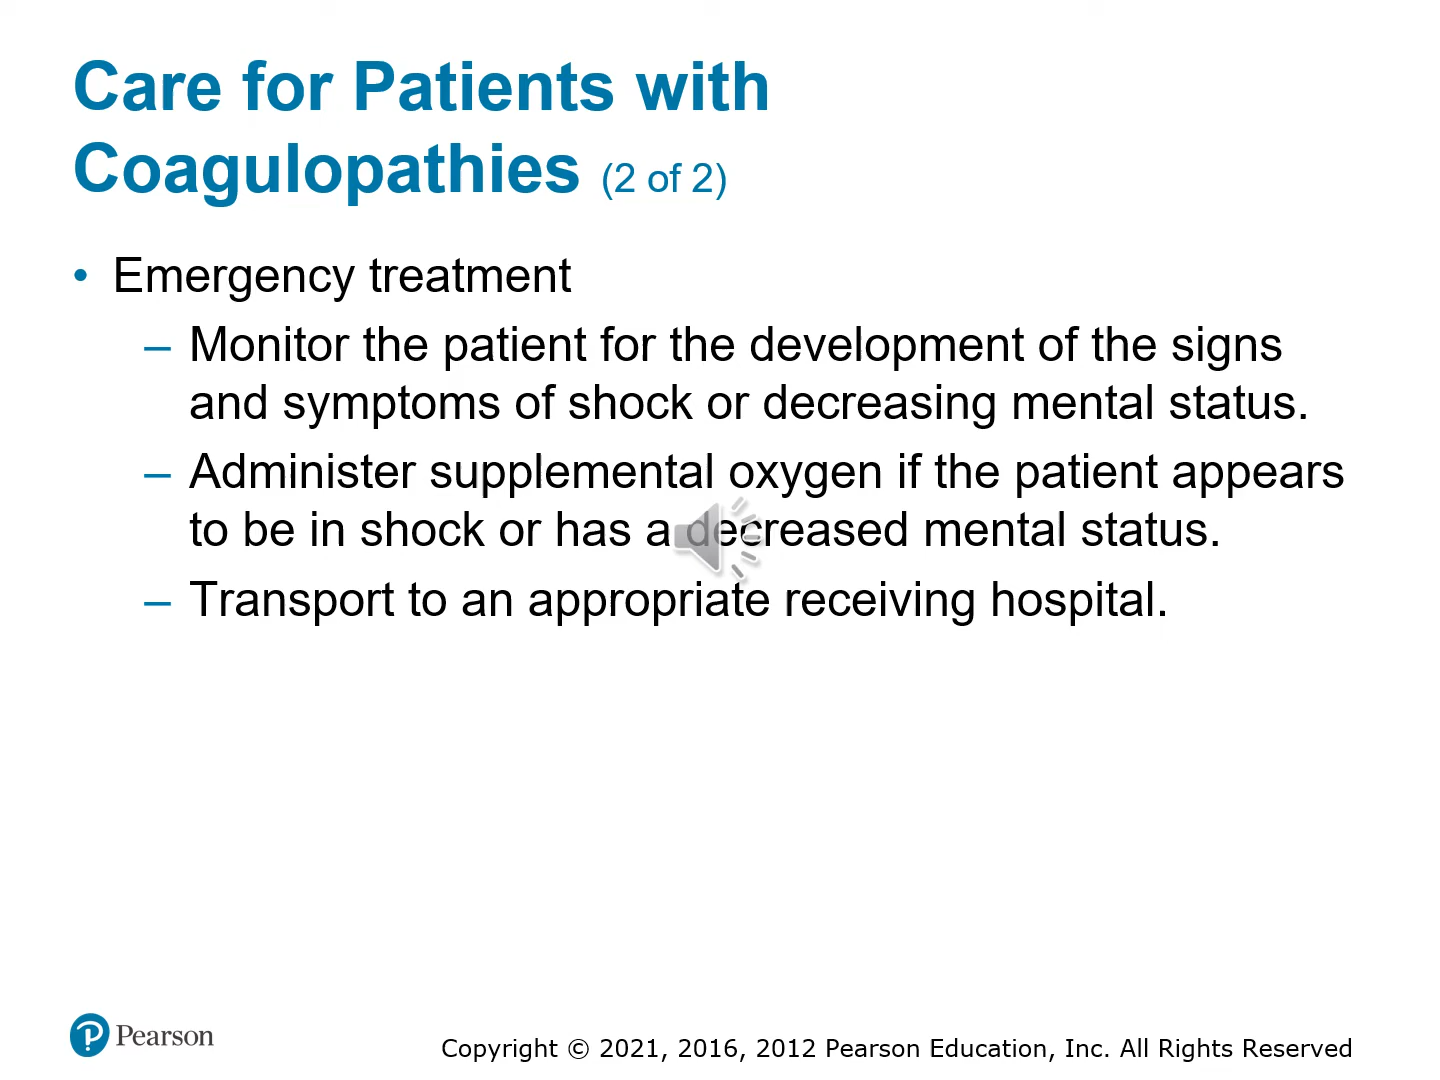 Care for Patients with
Coagulopathies (2 of 2)
• Emergency treatment
– Monitor the patient for the development of the signs
and symptoms of shock or decreasing mental status.
– Administer supplemental oxygen if the patient appears
to be in shock or has a decreased mental status.
– Transport to an appropriate receiving hospital.
Pearson
Copyright © 2021, 2016, 2012 Pearson Education, Inc. All Rights Reserved